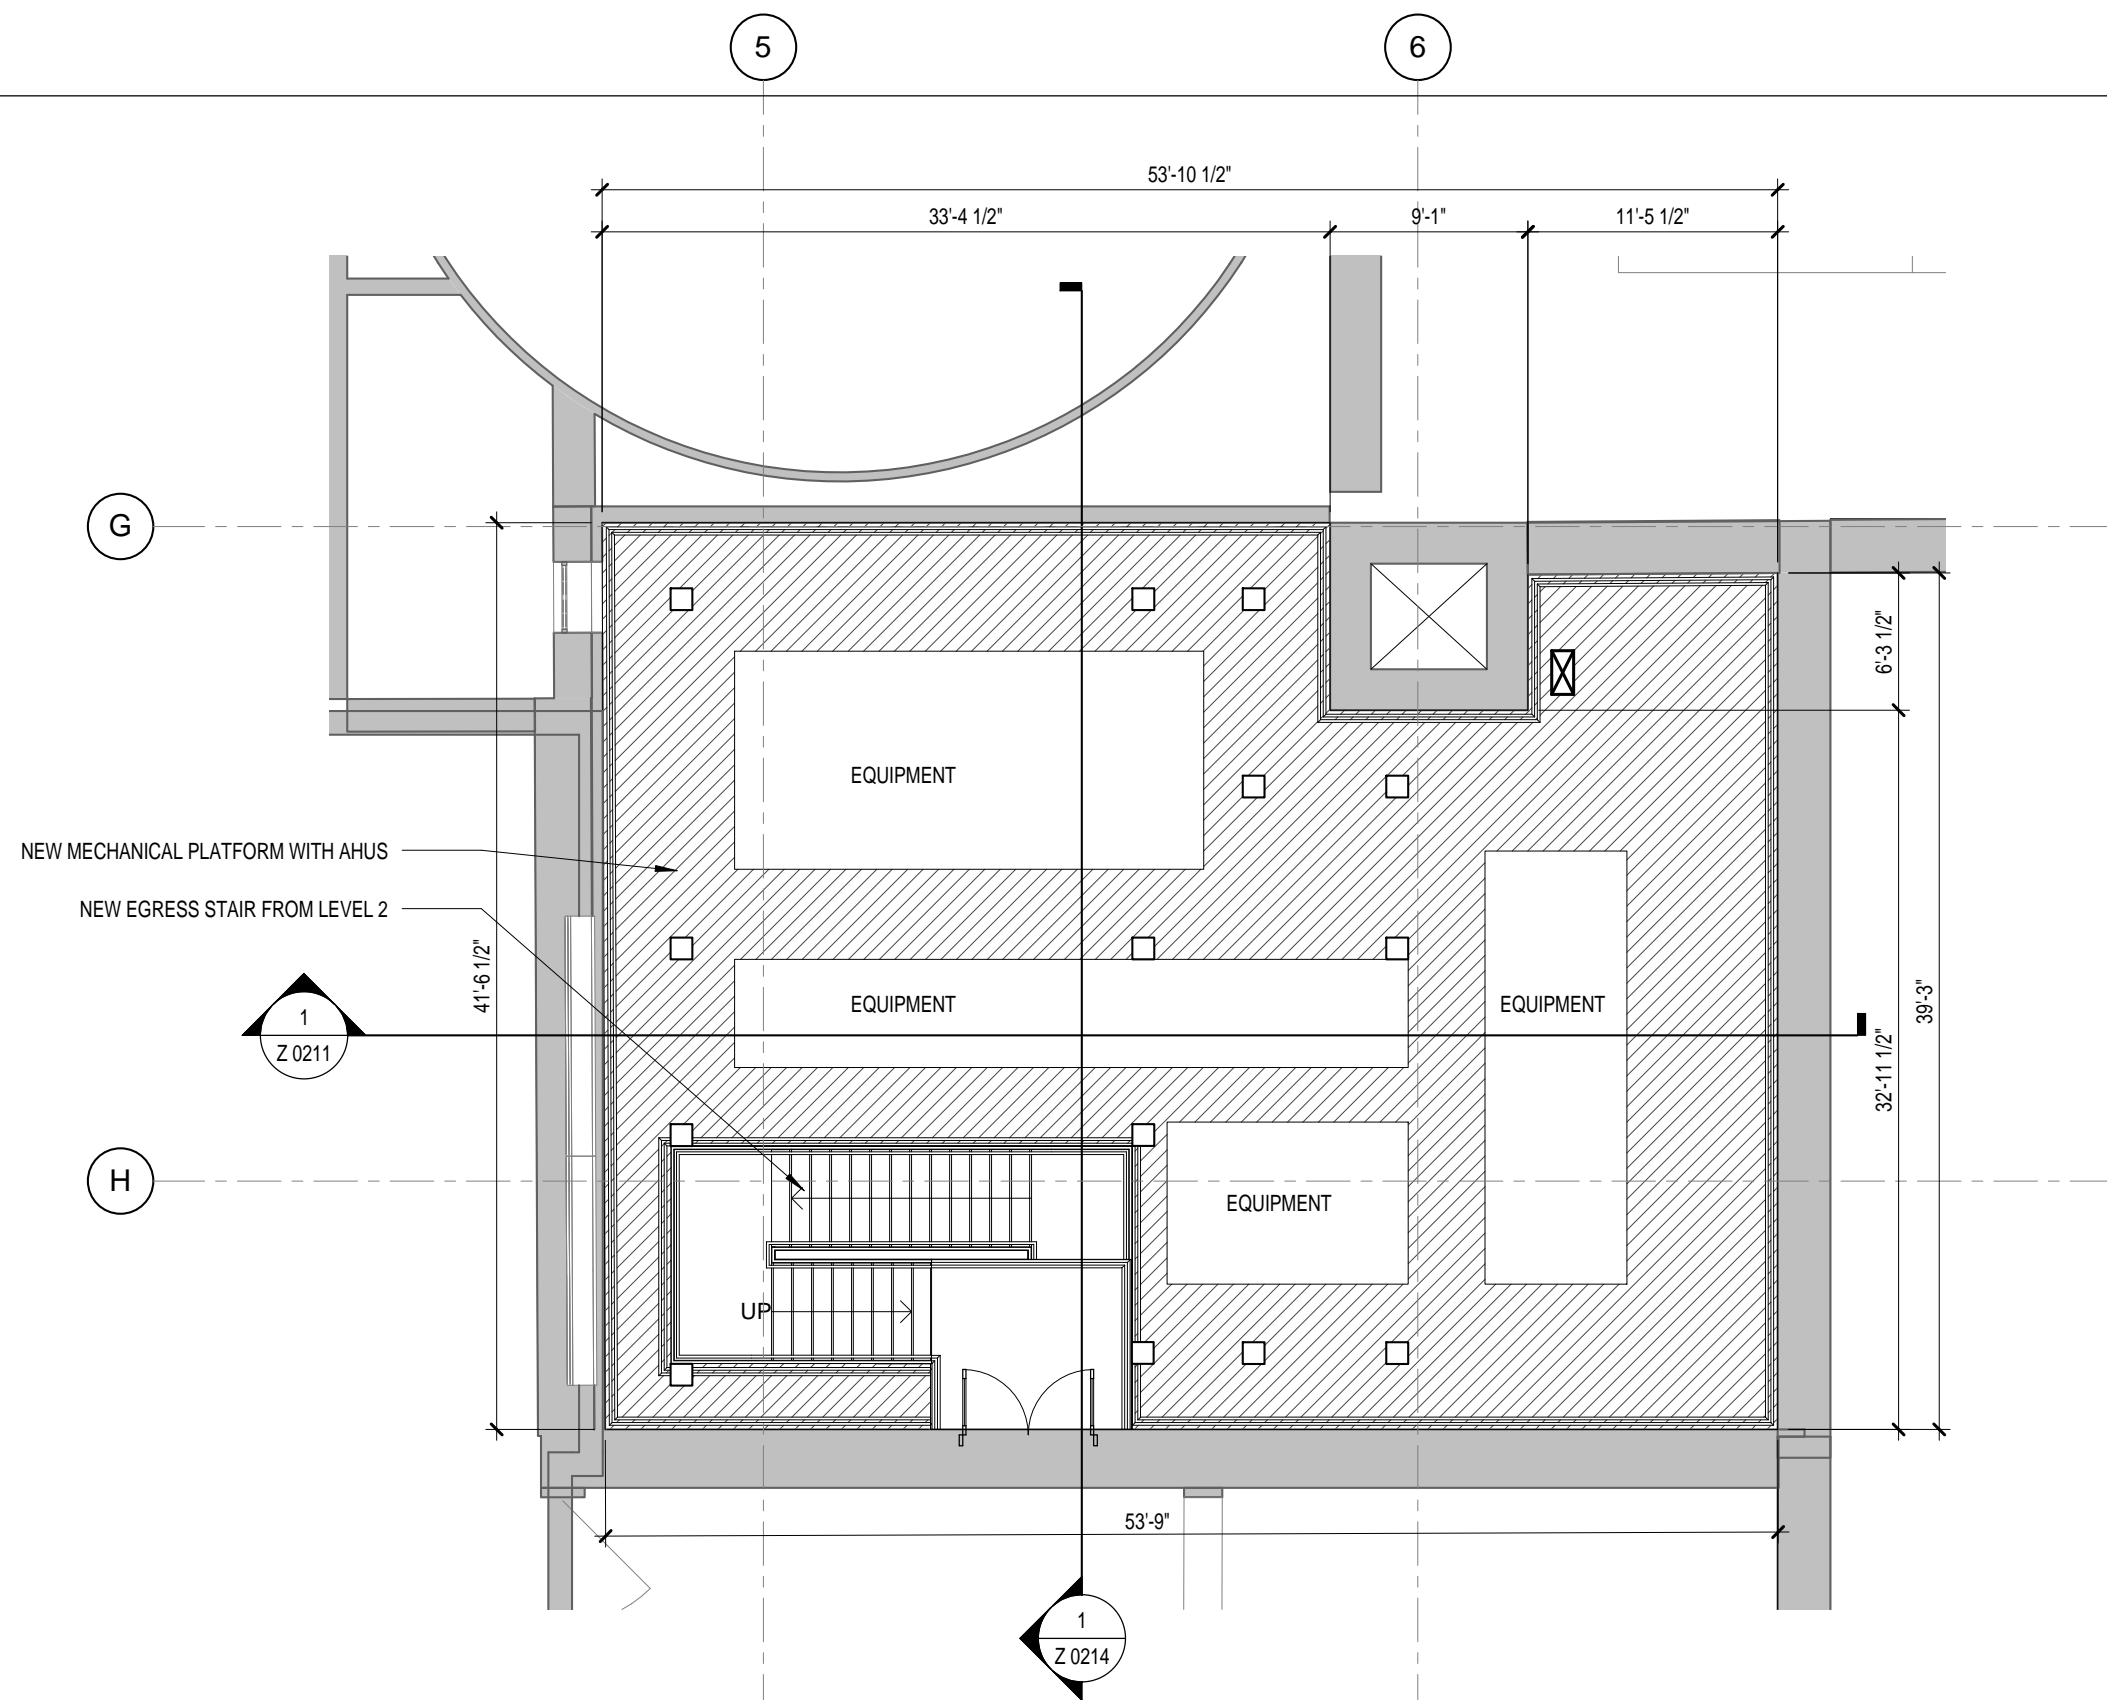 5
6
53'-10 1/2"
33'-4 1/2"
9'-1"
11'-5 1/2"
G
6'-3 1/2"
EQUIPMENT
NEW MECHANICAL PLATFORM WITH AHUS
NEW EGRESS STAIR FROM LEVEL 2
41'-6 1/2"
EQUIPMENT
EQUIPMENT
39'-3"
1
Z 0211
32'-11 1/2"
H
EQUIPMENT
UP
53'-9"
1
Z 0214